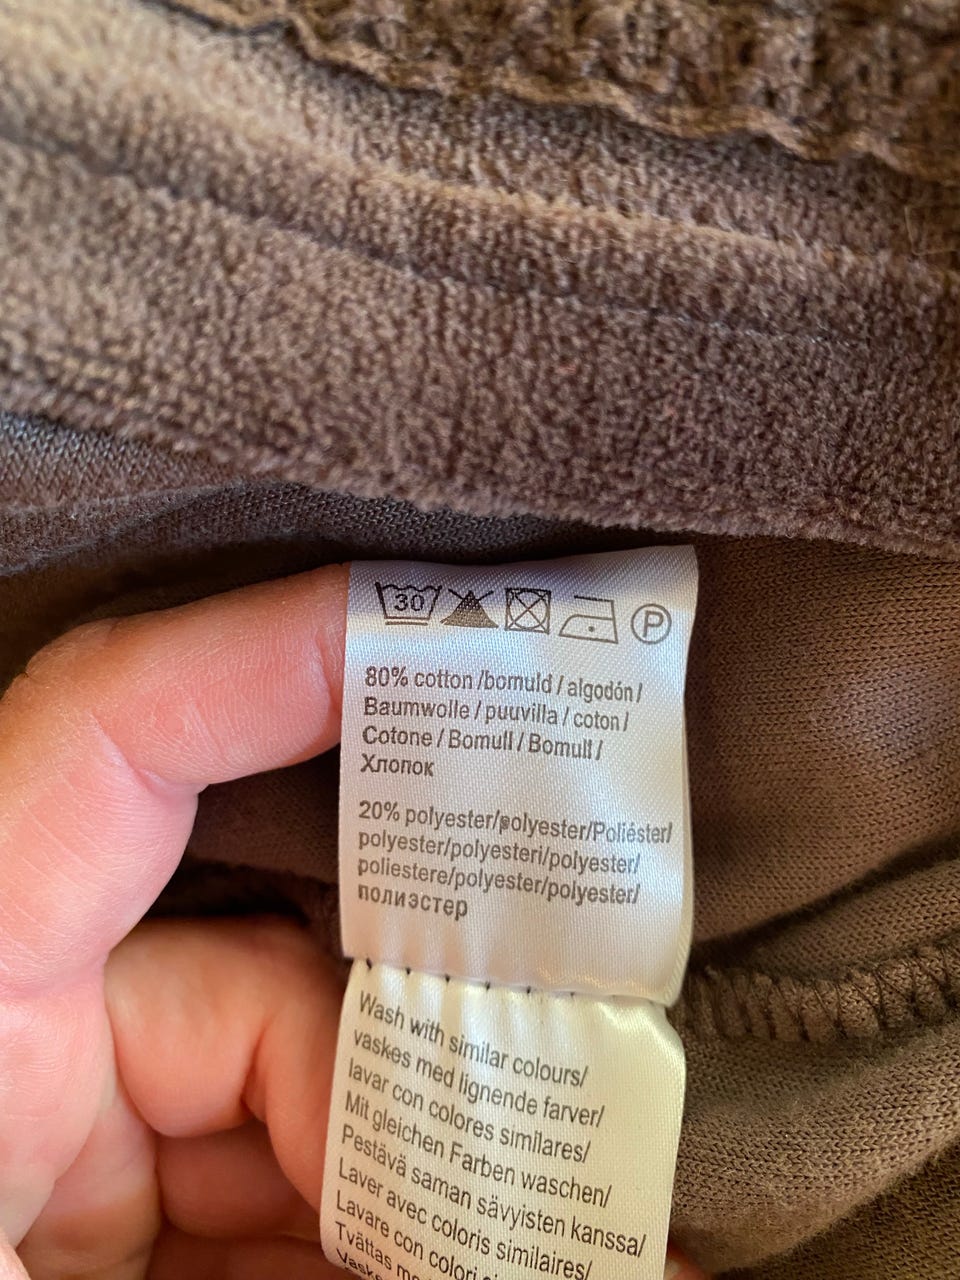 30
P
80% cotton /bomuld / algodón /
Baumwolle / puuvilla / coton /
Cotone / Bomull / Bomull /
Хлопок
20% polyester/polyester/Poliéster/
polyester/polyesteri/polyester/
poliestere/polyester/polyester/
полиэстер
Wash with similar colours/
vaskes med lignende farver/
lavar con colores similares/
Mit gleichen Farben waschen/
Pestävä saman sävyisten kanssa/
Laver avec coloris similaires/
Lavare con colori
Tvättas